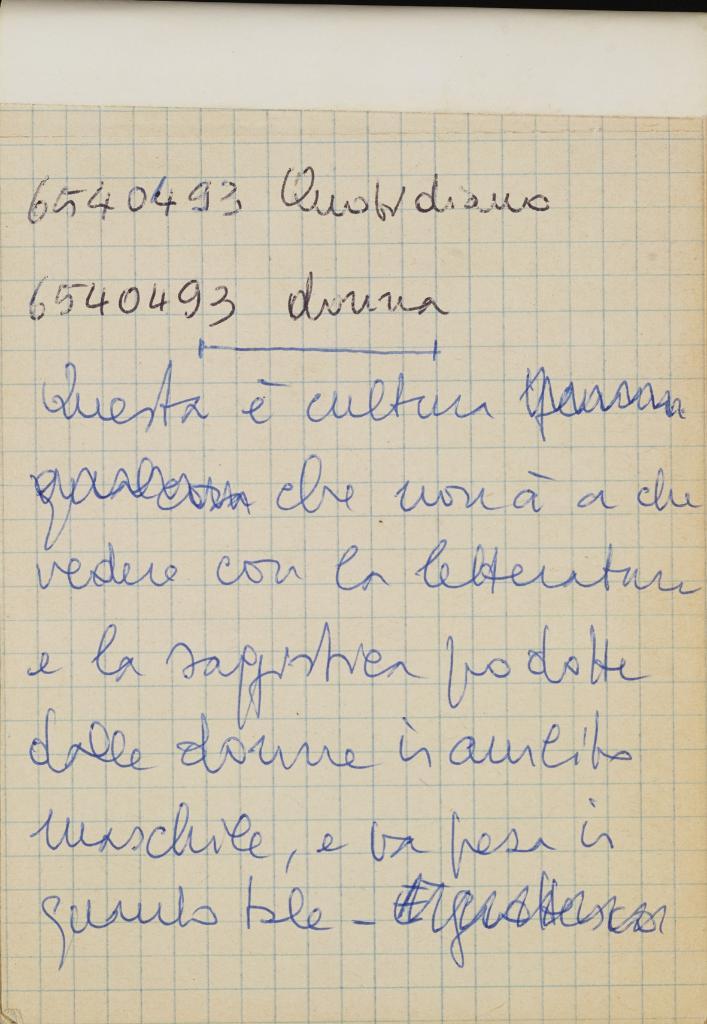 6540493 Quotidiano
6540493 donna
Questa è cultura
che non à a che
vedere con la letteratura
e la saggistica prodotte
dalle donne in ambito
maschile, e va presa in
quanto tale -